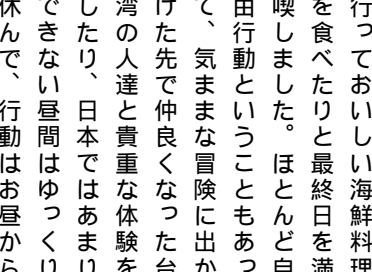 行っておいしい海鮮料理
を食べたりと最終日を満
喫しました。ほとんど自
由行動ということもあっ
て、気ままな冒険に出か
けた先で仲良くなった台
湾の人達と貴重な体験を
したり、日本ではあまり
できない昼間はゆっくり
休んで、行動はお昼から